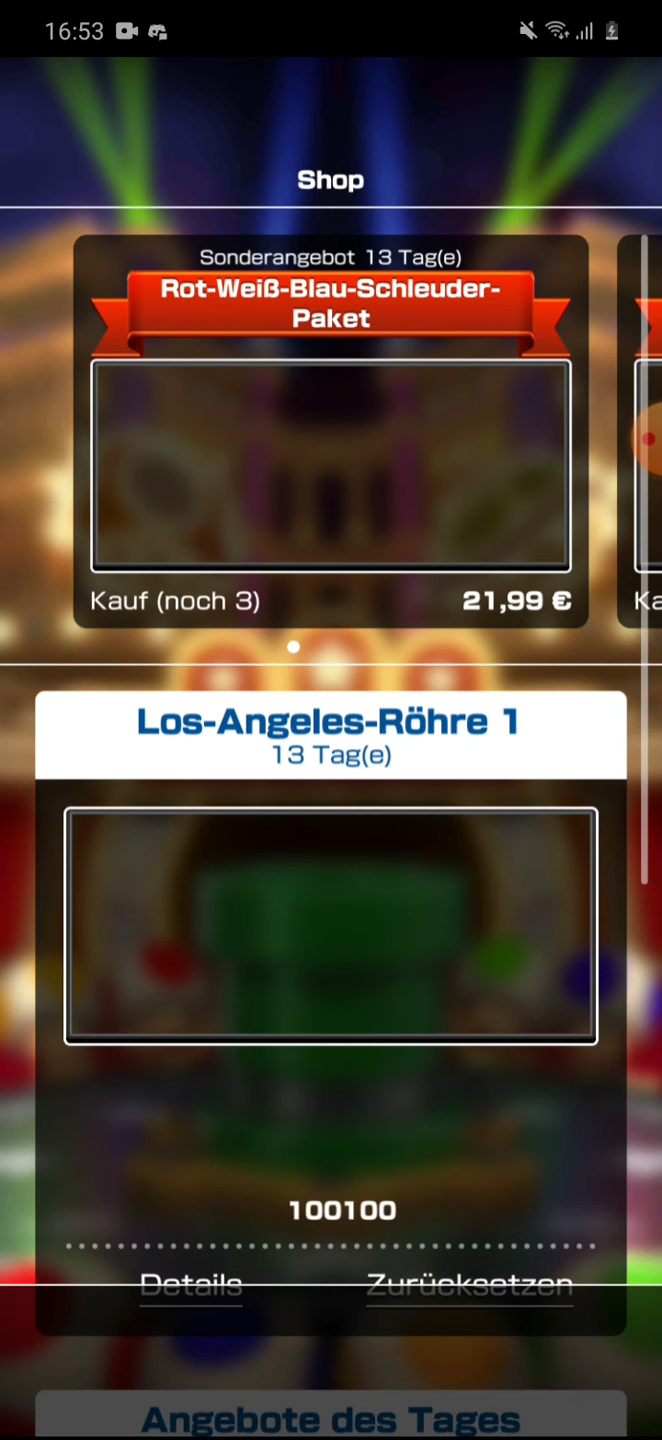 16:53
Shop
Sonderangebot 13 Tag(e)
Rot-Weiß-Blau-Schleuder-
Paket
Kauf (noch 3)
21,99 €
Ka
Los-Angeles-Röhre 1
13 Tag(e)
100100
Details
Zurücksetzen
Angebote des Tages